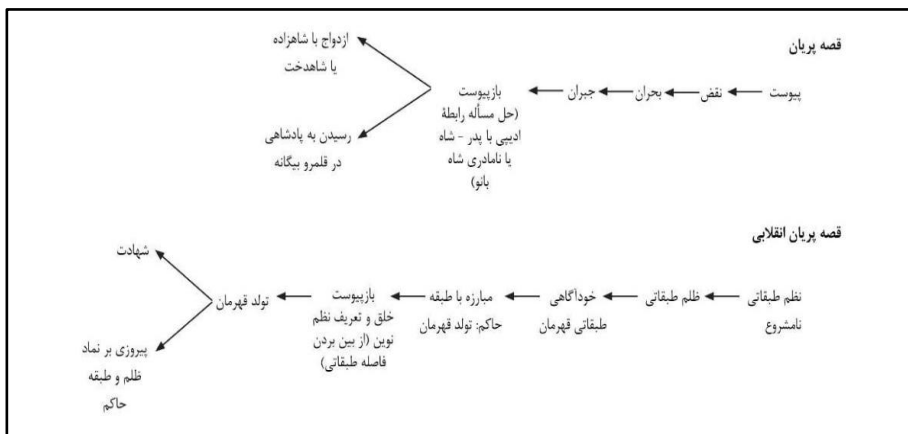 قصه پریان
پیوست
نقض
بحران
جبران
بازپیوست
(حل مسأله رابطهٔ
ادیپی با پدر - شاه
یا نامادری شاه
بانو)
ازدواج با شاهزاده
یا شاهدخت
رسیدن به پادشاهی
در قلمرو بیگانه
قصه پریان انقلابی
نظم طبقاتی
نامشروع
ظلم طبقاتی
خودآگاهی
طبقاتی قهرمان
مبارزه با طبقه
حاکم: تولد قهرمان
بازپیوست
خلق و تعریف نظم
نوین (از بین بردن
فاصله طبقاتی)
تولد قهرمان
شهادت
پیروزی بر نماد
ظلم و طبقه
حاکم